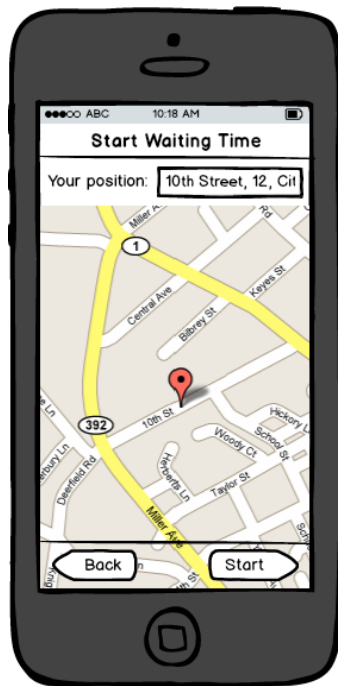 ABC 10:18 AM
Start Waiting Time
Your position: 10th Street, 12, Cit
Miller A
Rd
1
Keyes St
Central Ave
Bilbrey St
10th St
392
Hickory L
School St
Woody Ct
Deerfield Rd
Herberts Ln
Taylor St
Miller Ave
Back
Start